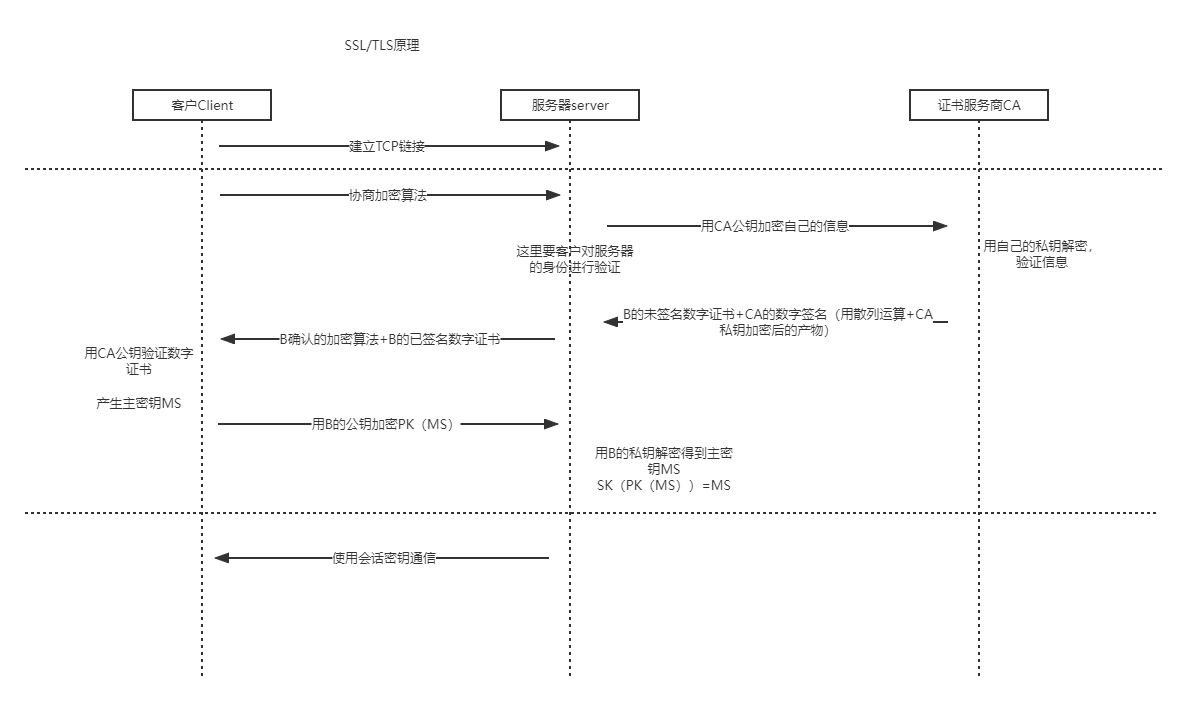 SSL/TLS原理
客户Client
服务器server
证书服务商CA
建立TCP链接
协商加密算法
用CA公钥加密自己的信息
这里要客户对服务器
的身份进行验证
用自己的私钥解密，
验证信息
B的未签名数字证书+CA的数字签名（用散列运算+CA
私钥加密后的产物）
B确认的加密算法+B的已签名数字证书
用CA公钥验证数字
证书
产生主密钥MS
用B的公钥加密PK（MS）
用B的私钥解密得到主密
钥MS
SK（PK（MS））=MS
使用会话密钥通信